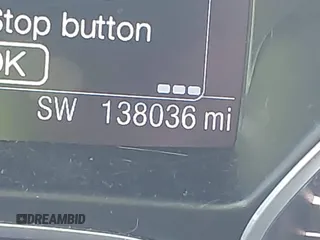 Stop button
OK
SW 138036 mi
DREAMBID